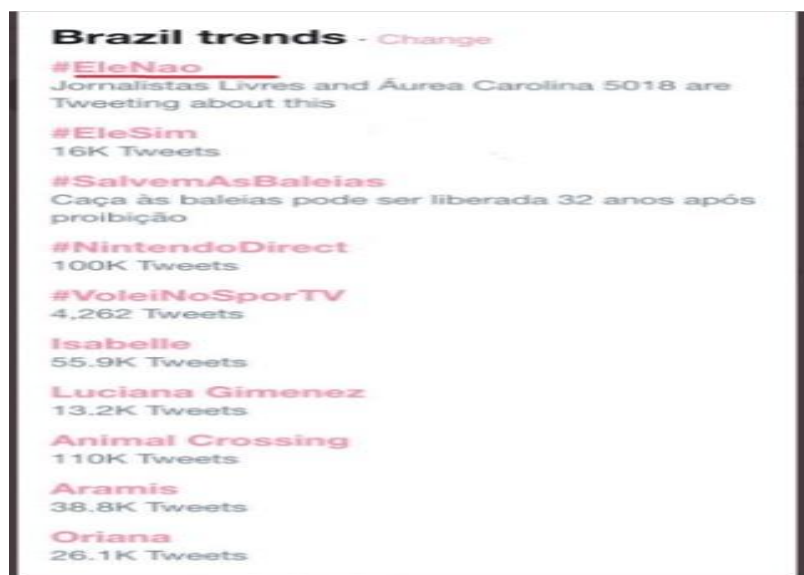 Brazil trends - Change
#EleNao
Jornalistas Livres and Áurea Carolina 5018 are
Tweeting about this
#EleSim
16K Tweets
#SalvemAsBaleias
Caça às baleias pode ser liberada 32 anos após
proibição
#NintendoDirect
100K Tweets
#VoleiNoSporTV
4,262 Tweets
Isabelle
55.9K Tweets
Luciana Gimenez
13.2K Tweets
Animal Crossing
110K Tweets
Aramis
38.8K Tweets
Oriana
26.1K Tweets